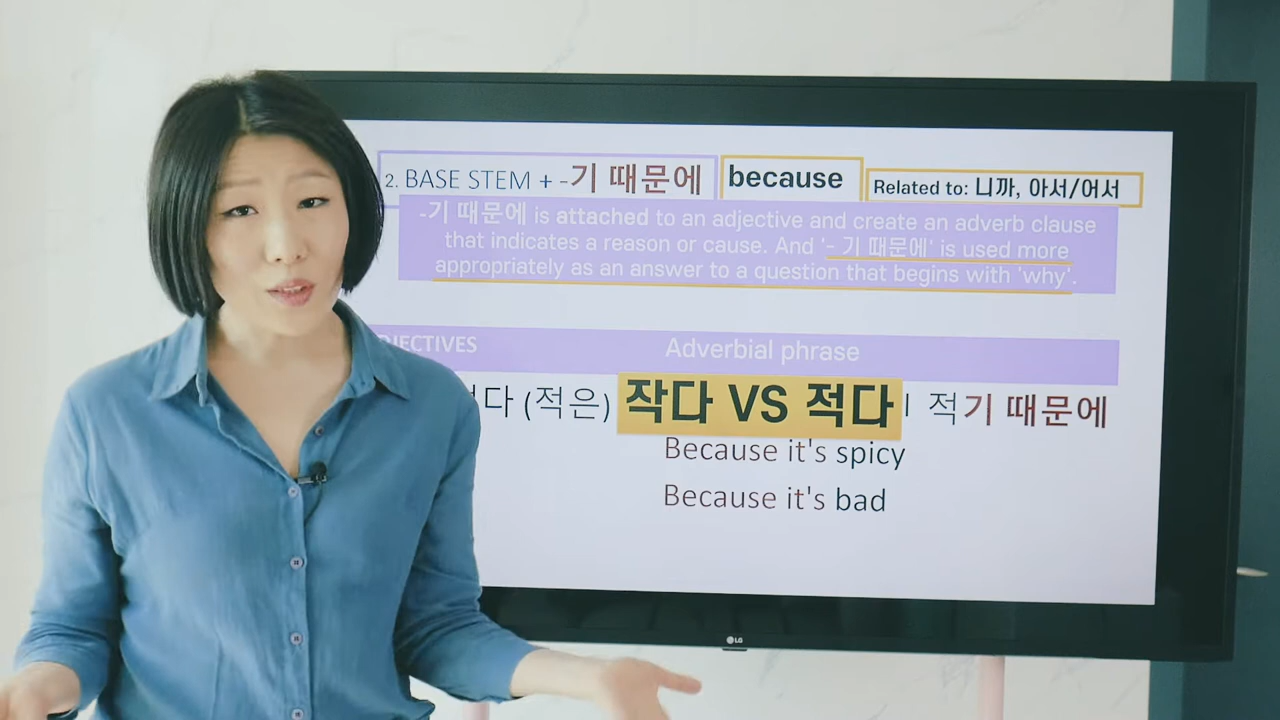 2. BASE STEM + -기 때문에 because Related to: 니까, 아서/어서
-기 때문에 is attached to an adjective and create an adverb clause
that indicates a reason or cause. And '- 기 때문에' is used more
appropriately as an answer to a question that begins with 'why'.
JECTIVES Adverbial phrase
다 (적은) 작다 VS 적다 적기 때문에
Because it's spicy
Because it's bad
LG